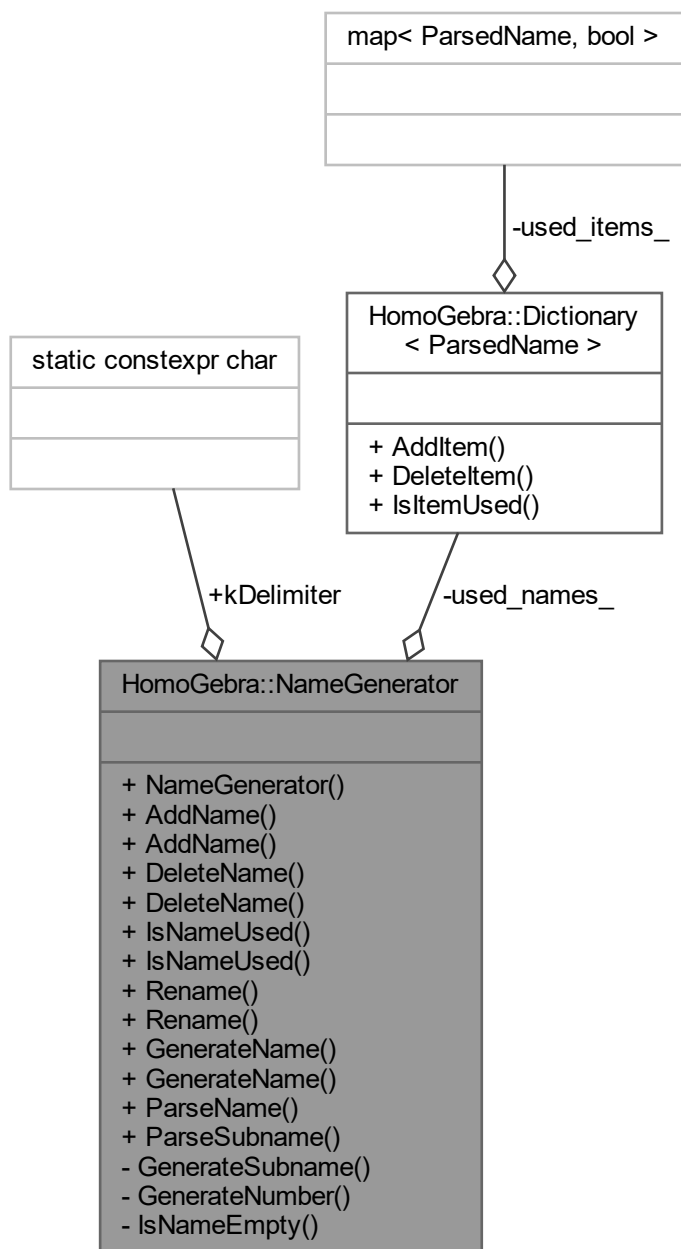 map< ParsedName, bool >
-used_items_
HomoGebra::Dictionary
< ParsedName >
+ AddItem()
+ DeleteItem()
+ IsItemUsed()
static constexpr char
+kDelimiter
-used_names_
HomoGebra::NameGenerator
+ NameGenerator()
+ AddName()
+ AddName()
+ DeleteName()
+ DeleteName()
+ IsNameUsed()
+ IsNameUsed()
+ Rename()
+ Rename()
+ GenerateName()
+ GenerateName()
+ ParseName()
+ ParseSubname()
- GenerateSubname()
- GenerateNumber()
- IsNameEmpty()